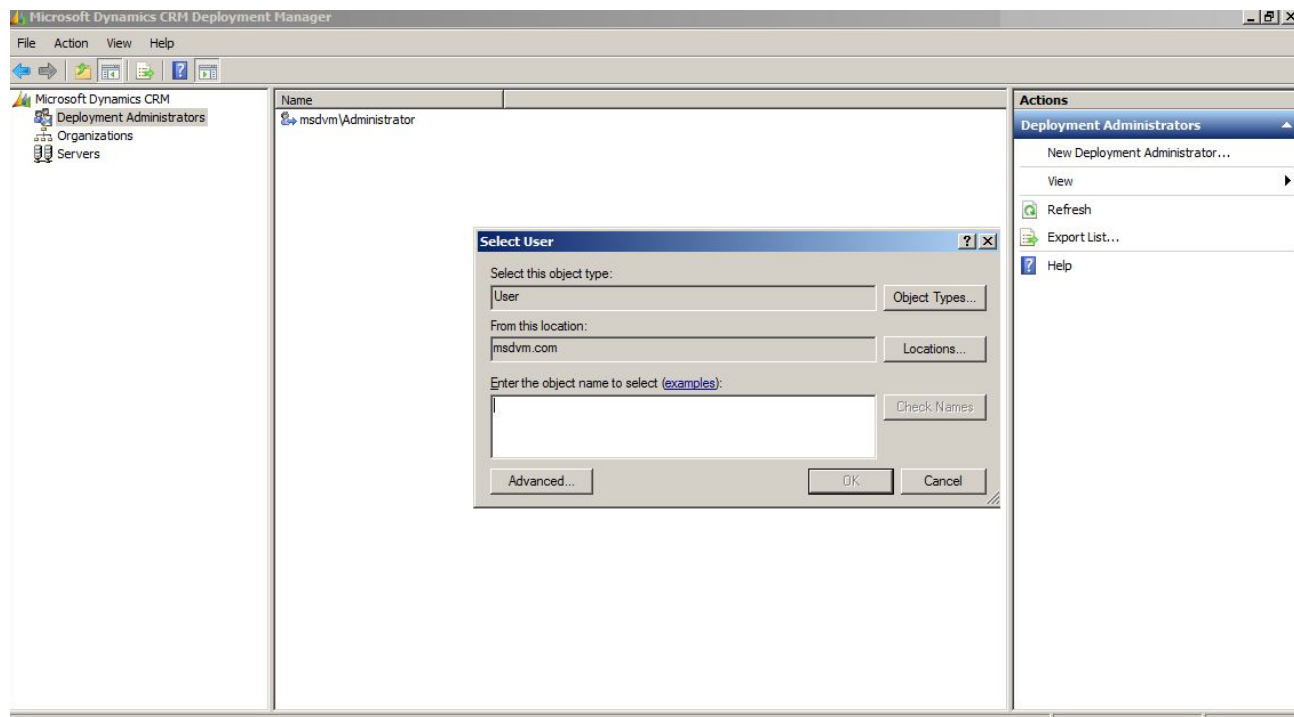 Microsoft Dynamics CRM Deployment Manager
File Action View Help
Microsoft Dynamics CRM
Deployment Administrators
Organizations
Servers
Name
msdvm\Administrator
Select User
Select this object type:
User
Object Types...
From this location:
msdvm.com
Locations...
Enter the object name to select (examples):
Check Names
Advanced...
OK
Cancel
Actions
Deployment Administrators
New Deployment Administrator...
View
Refresh
Export List...
Help